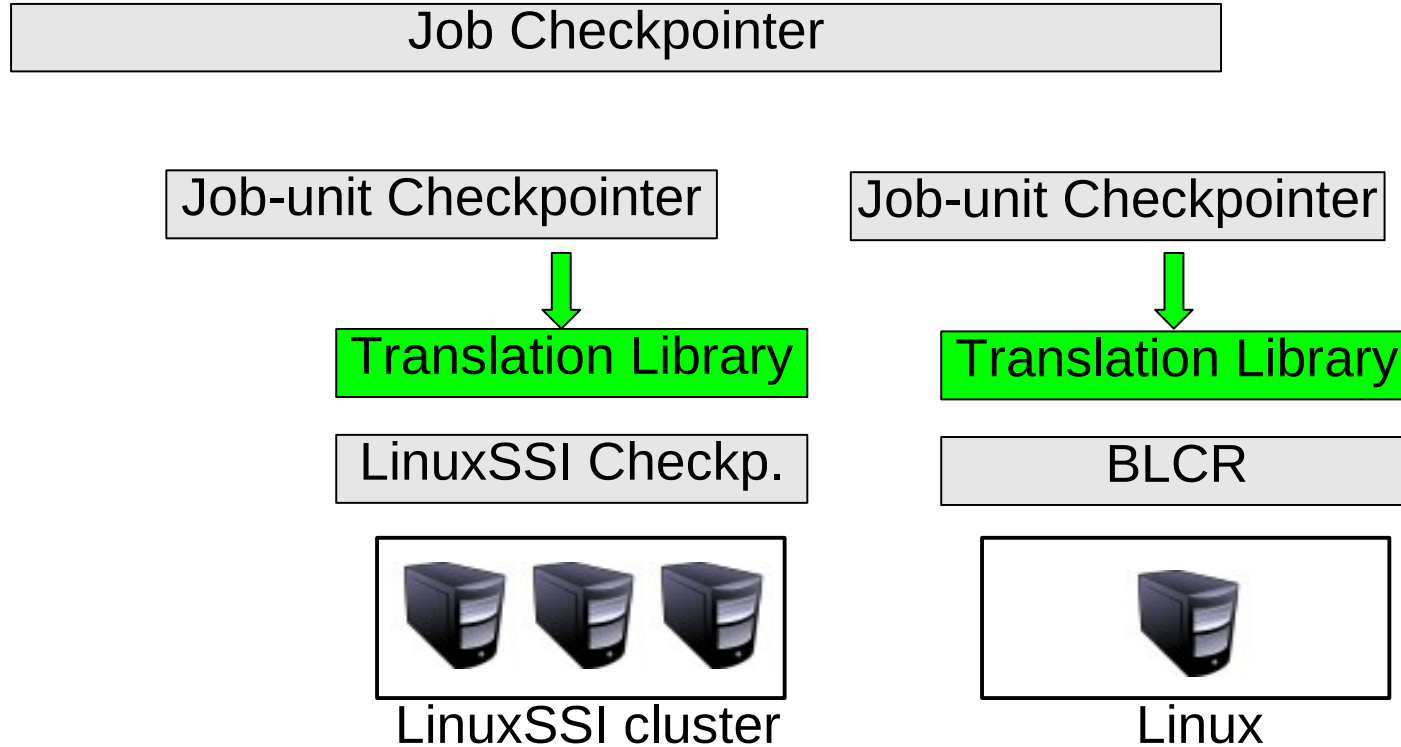 Job Checkpointer
Job-unit Checkpointer
Job-unit Checkpointer
Translation Library
Translation Library
LinuxSSI Checkp.
BLCR
LinuxSSI cluster
Linux